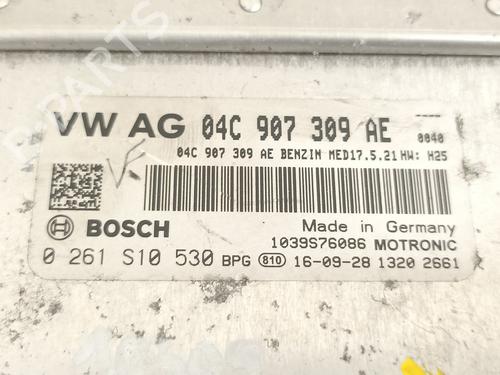 B-PARTS
VW AG 04C 907 309 AE
0040
04C 907 309 AE BENZIN MED17.5.21 HW: H25
BOSCH
Made in Germany
1039S76086 MOTRONIC
0 261 S10 530 BPG 810 16-09-28 1320 2661